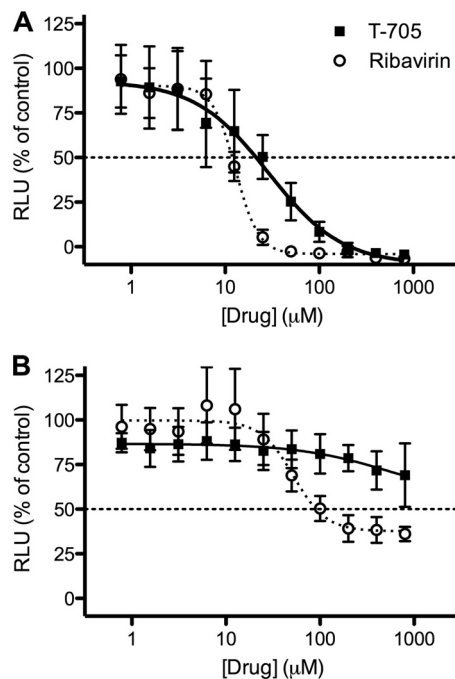 A
T-705
Ribavirin
125
100
75
50
25
0
RLU (% of control)
1
10
100
1000
[Drug] (μM)
B
125
100
75
50
25
0
RLU (% of control)
1
10
100
1000
[Drug] (μM)